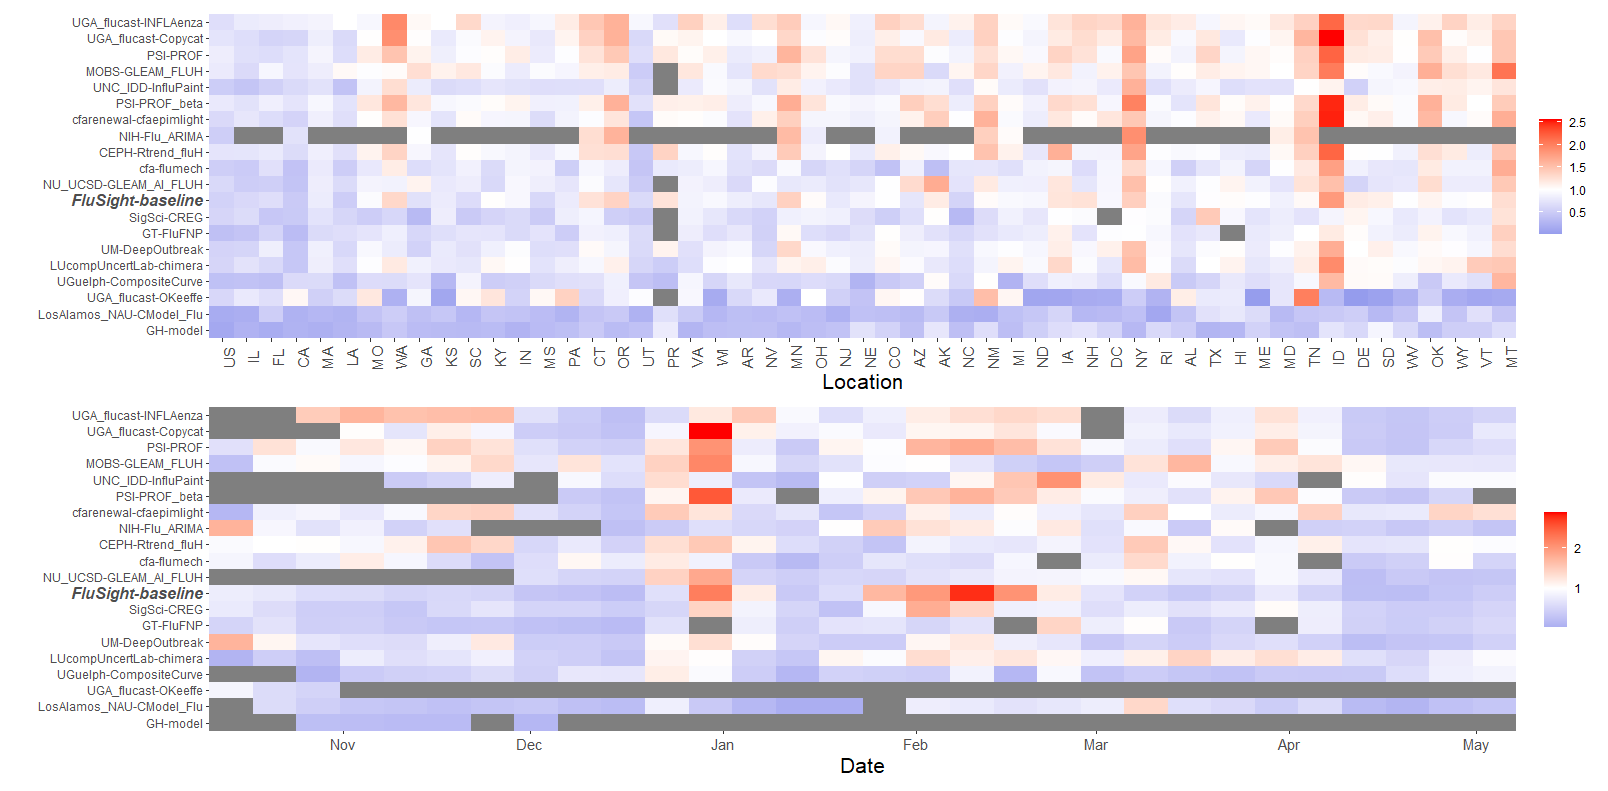 UGA_flucast-INFLAenza
UGA_flucast-Copycat
PSI-PROF
MOBS-GLEAM_FLUH
UNC_IDD-InfluPaint
PSI-PROF_beta
cfarenewal-cfaepimlight
NIH-Flu_ARIMA
CEPH-Rtrend_fluH
cfa-flumech
NU_UCSD-GLEAM_AI_FLUH
FluSight-baseline
SigSci-CREG
GT-FluFNP
UM-DeepOutbreak
LUcompUncertLab-chimera
UGuelph-CompositeCurve
UGA_flucast-OKeeffe
LosAlamos_NAU-CModel_Flu
GH-model
US IL FL CA MA LA MO WA GA KS SC KY IN MS PA CT OR UT PR VA WI AR NV MN OH NJ NE CO AZ AK NC NM MI ND IA NH DC NY RI AL TX HI ME MD TN ID DE SD WV OK WY VT MT
Location
2.5
2.0
1.5
1.0
0.5
UGA_flucast-INFLAenza
UGA_flucast-Copycat
PSI-PROF
MOBS-GLEAM_FLUH
UNC_IDD-InfluPaint
PSI-PROF_beta
cfarenewal-cfaepimlight
NIH-Flu_ARIMA
CEPH-Rtrend_fluH
cfa-flumech
NU_UCSD-GLEAM_AI_FLUH
FluSight-baseline
SigSci-CREG
GT-FluFNP
UM-DeepOutbreak
LUcompUncertLab-chimera
UGuelph-CompositeCurve
UGA_flucast-OKeeffe
LosAlamos_NAU-CModel_Flu
GH-model
Nov Dec Jan Feb Mar Apr May
Date
2
1